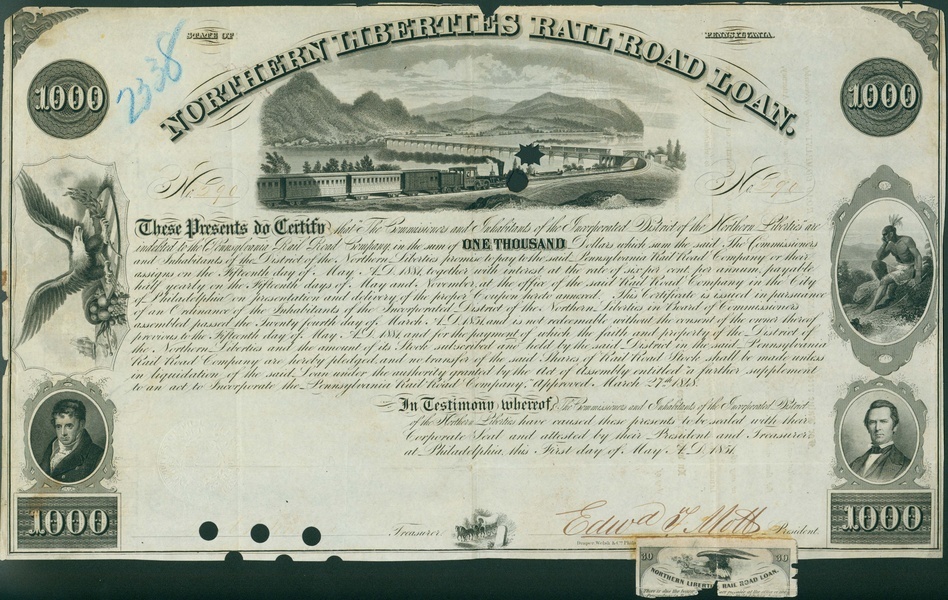 2338
STATE OF
PENNSYLVANIA.
NORTHERN LIBERTIES RAIL ROAD LOAN.
1000
1000
No 290
No 290
These Presents do Certify that The Commissioners and Inhabitants of the Incorporated District of the Northern Liberties are
indebted to the Pennsylvania Rail Road Company, in the sum of ONE THOUSAND Dollars which sum the said The Commissioners
and Inhabitants of the District of the Northern Liberties promise to pay to the said Pennsylvania Rail Road Company or their
assigns on the Fifteenth day of May A.D. 1881, together with interest at the rate of six per cent per annum, payable
half yearly on the Fifteenth days of May and November, at the office of the said Rail Road Company in the City
of Philadelphia on presentation and delivery of the proper Coupon hereto annexed. This Certificate is issued in pursuance
of an Ordinance of the Inhabitants of the Incorporated District of the Northern Liberties in Board of Commissioners
assembled passed the Twenty fourth day of March A.D. 1851 and is not redeemable without the consent of the owner thereof
previous to the Fifteenth day of May A.D. 1881, and for the payment of which the faith and property of the District of
the Northern Liberties and the amount of its Stock subscribed and held by the said District in the said Pennsylvania
Rail Road Company are hereby pledged, and no transfer of the said Shares of Rail Road Stock shall be made unless
in liquidation of the said Loan under the authority granted by the Act of Assembly entitled "a further supplement
to an act to Incorporate the Pennsylvania Rail Road Company," Approved March 27th 1848.
In Testimony whereof, The Commissioners and Inhabitants of the Incorporated District
of the Northern Liberties have caused these presents to be sealed with their
Corporate Seal and attested by their President and Treasurer
at Philadelphia, this First day of May A.D. 1851.
1000
1000
Treasurer
Edwd T. Mott President.
30
30
NORTHERN LIBERTIES RAIL ROAD LOAN.